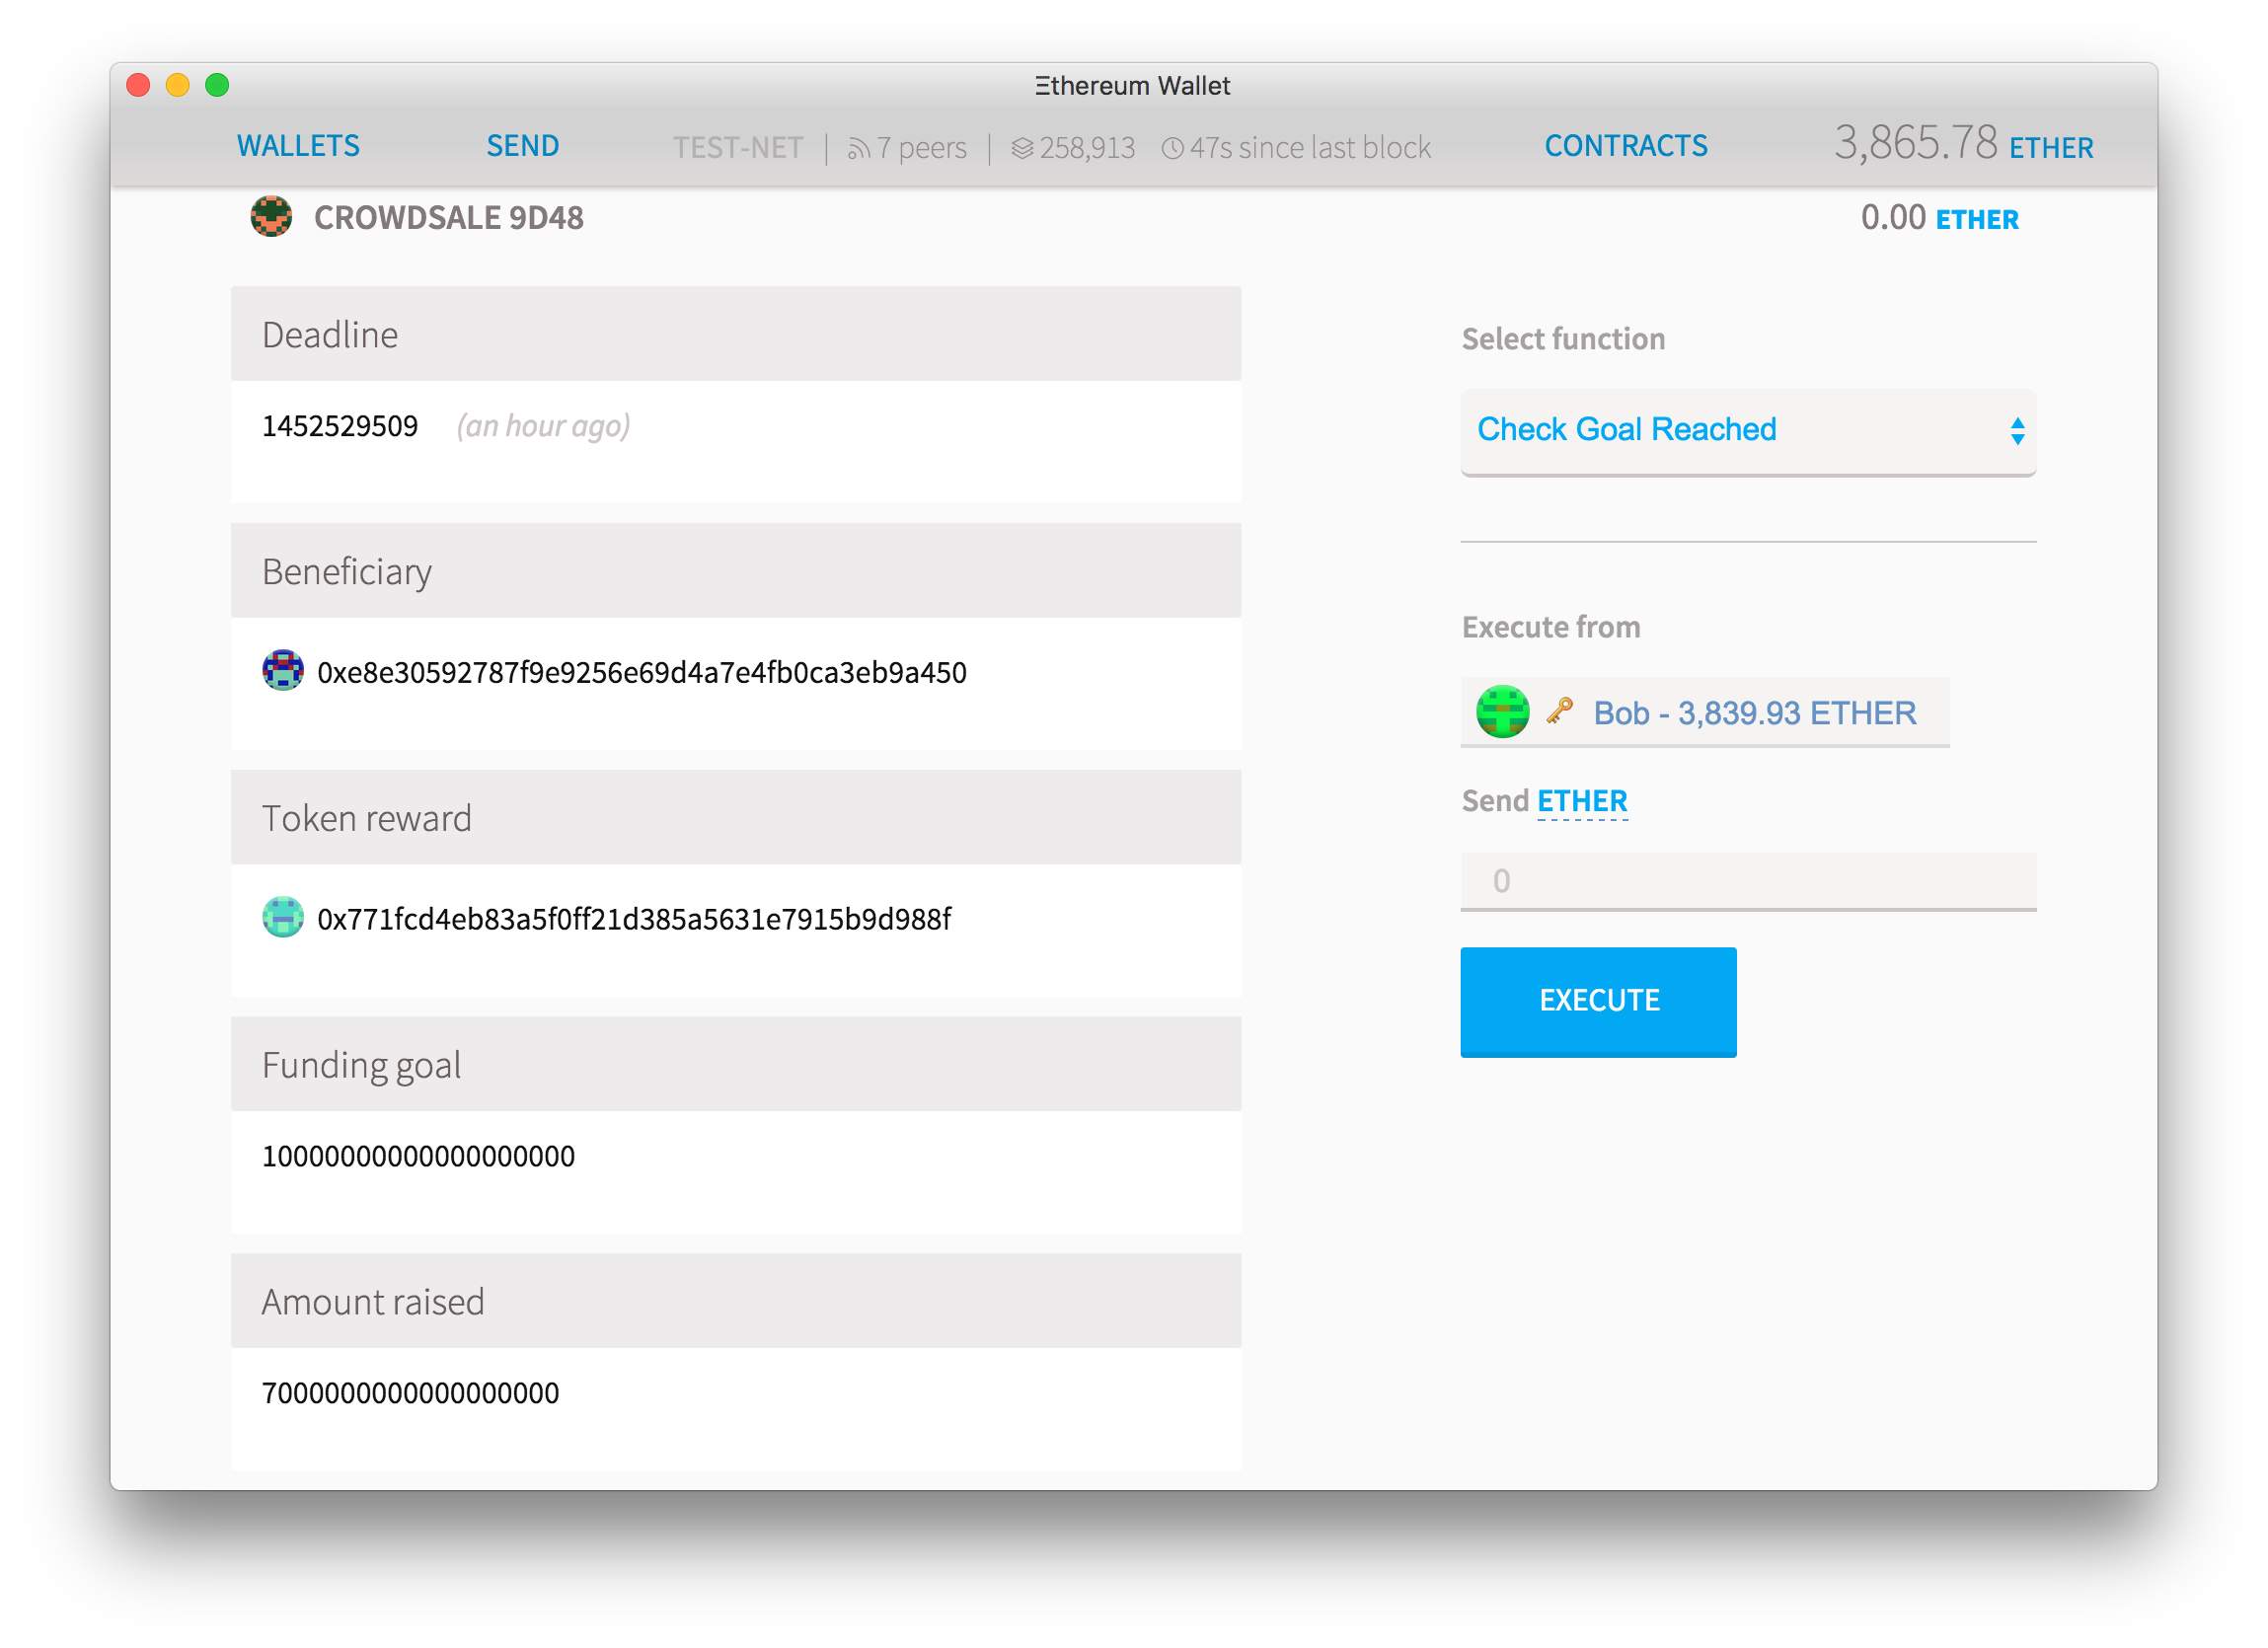 Ξthereum Wallet
WALLETS SEND TEST-NET 7 peers 258,913 47s since last block CONTRACTS 3,865.78 ETHER
CROWDSALE 9D48 0.00 ETHER
Deadline
1452529509 (an hour ago)
Beneficiary
0xe8e30592787f9e9256e69d4a7e4fb0ca3eb9a450
Token reward
0x771fcd4eb83a5f0ff21d385a5631e7915b9d988f
Funding goal
10000000000000000000
Amount raised
7000000000000000000
Select function
Check Goal Reached
Execute from
Bob - 3,839.93 ETHER
Send ETHER
0
EXECUTE